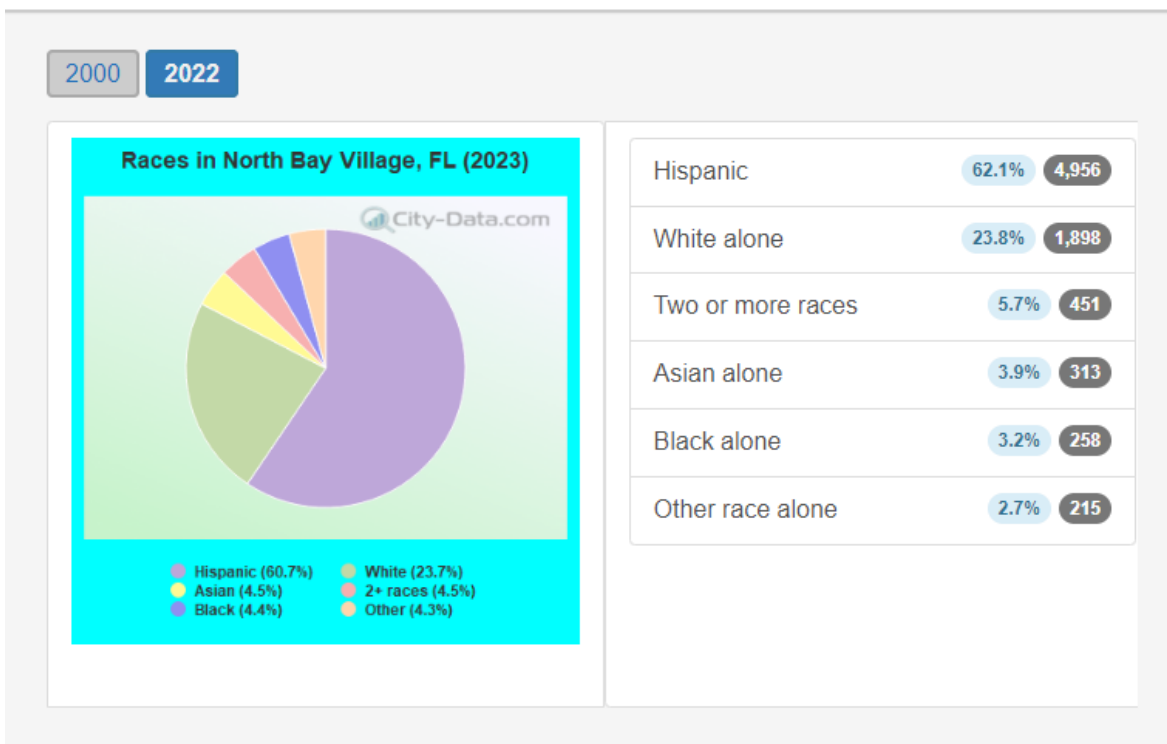 2000 2022
Races in North Bay Village, FL (2023)
City-Data.com
Hispanic (60.7%) White (23.7%)
Asian (4.5%) 2+ races (4.5%)
Black (4.4%) Other (4.3%)
Hispanic 62.1% 4,956
White alone 23.8% 1,898
Two or more races 5.7% 451
Asian alone 3.9% 313
Black alone 3.2% 258
Other race alone 2.7% 215